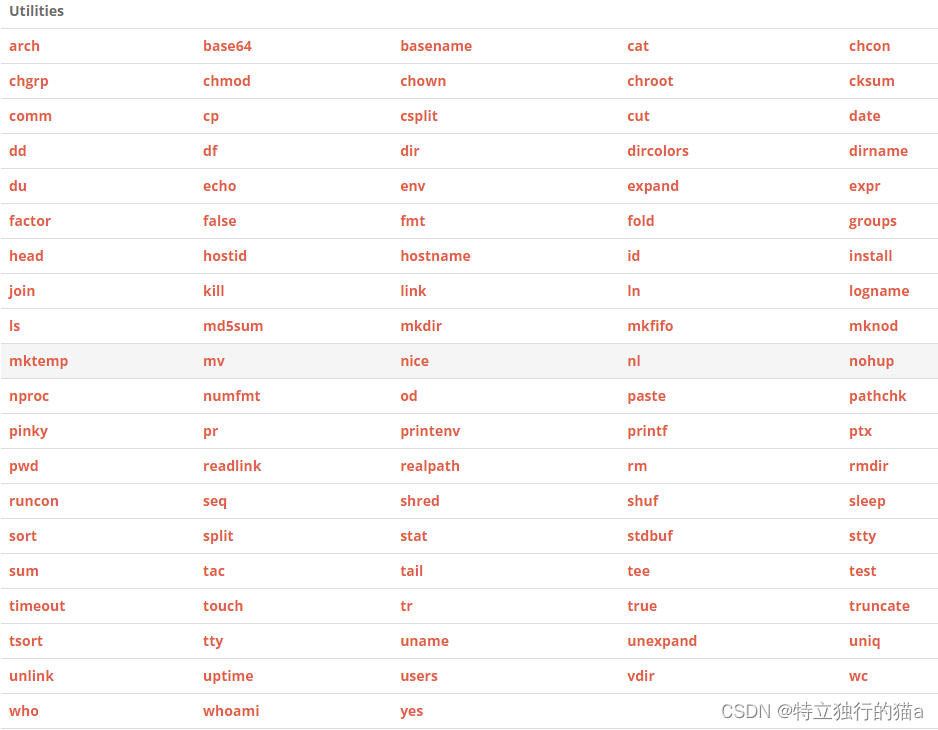 Utilities
arch base64 basename cat chcon
chgrp chmod chown chroot cksum
comm cp csplit cut date
dd df dir dircolors dirname
du echo env expand expr
factor false fmt fold groups
head hostid hostname id install
join kill link ln logname
ls md5sum mkdir mkfifo mknod
mktemp mv nice nl nohup
nproc numfmt od paste pathchk
pinky pr printenv printf ptx
pwd readlink realpath rm rmdir
runcon seq shred shuf sleep
sort split stat stdbuf stty
sum tac tail tee test
timeout touch tr true truncate
tsort tty uname unexpand uniq
unlink uptime users vdir wc
who whoami yes
CSDN @特立独行的猫a